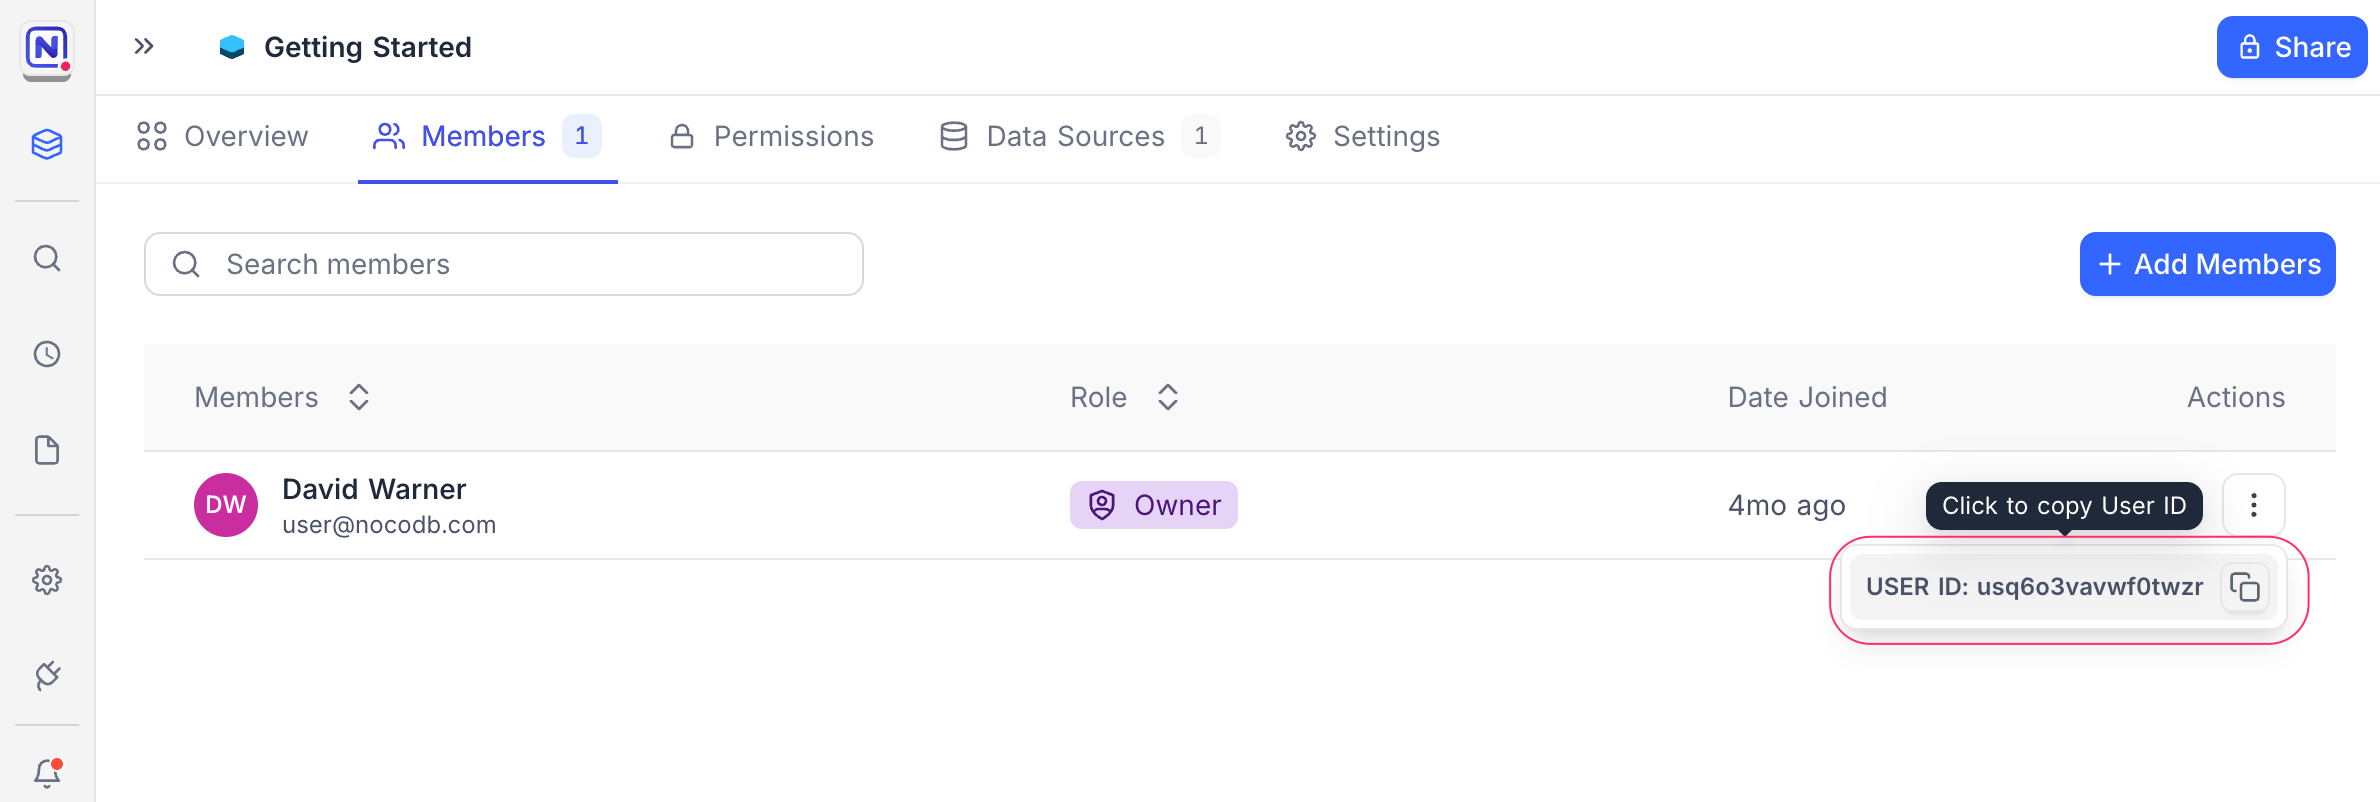 N
Getting Started
Share
Overview
Members 1
Permissions
Data Sources 1
Settings
Search members
+ Add Members
Members
Role
Date Joined
Actions
DW
David Warner
user@nocodb.com
Owner
4mo ago
Click to copy User ID
USER ID: usq6o3vavwf0twzr